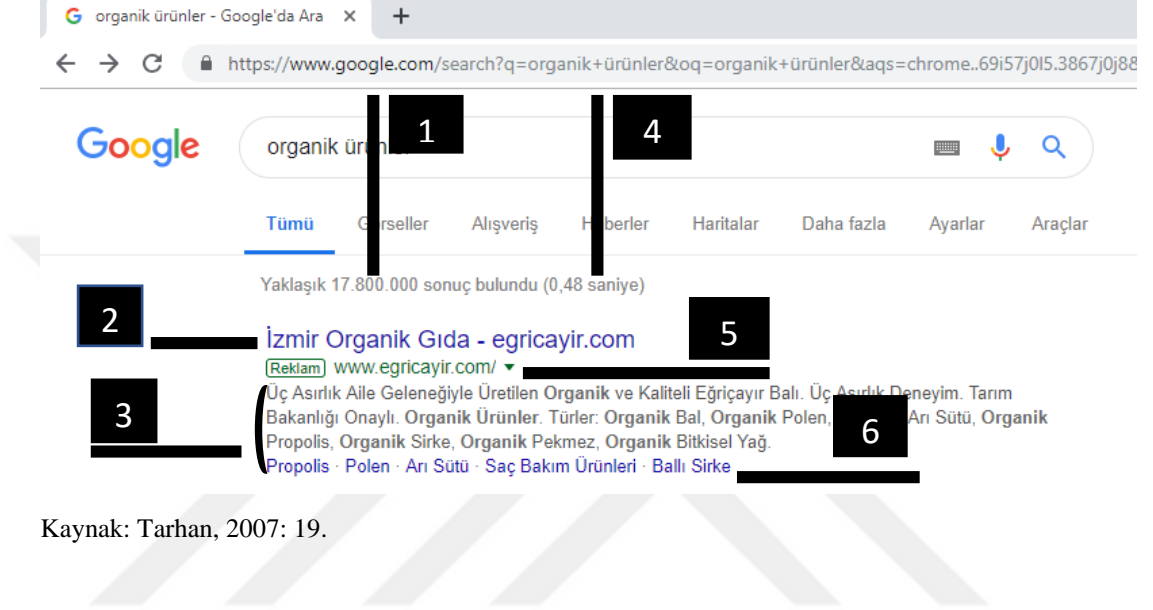 organik ürünler - Google'da Ara
https://www.google.com/search?q=organik+ürünler&oq=organik+ürünler&aqs=chrome..69i57j0l5.3867j0j88
1
4
Google
organik
Tümü Alışveriş Haritalar Daha fazla Ayarlar Araçlar
Yaklaşık 17.800.000 sonuç bulundu (0,48 saniye)
2
İzmir Organik Gıda - egricayir.com
5
Reklam www.egricayir.com/
Üç Asırlık Aile Geleneğiyle Üretilen Organik ve Kaliteli Eğriçayır Balı. Üç Asırlık Deneyim. Tarım
3
Bakanlığı Onaylı. Organik Ürünler. Türler: Organik Bal, Organik Polen, Arı Sütü, Organik
6
Propolis, Organik Sirke, Organik Pekmez, Organik Bitkisel Yağ.
Propolis · Polen · Arı Sütü · Saç Bakım Ürünleri · Ballı Sirke
Kaynak: Tarhan, 2007: 19.